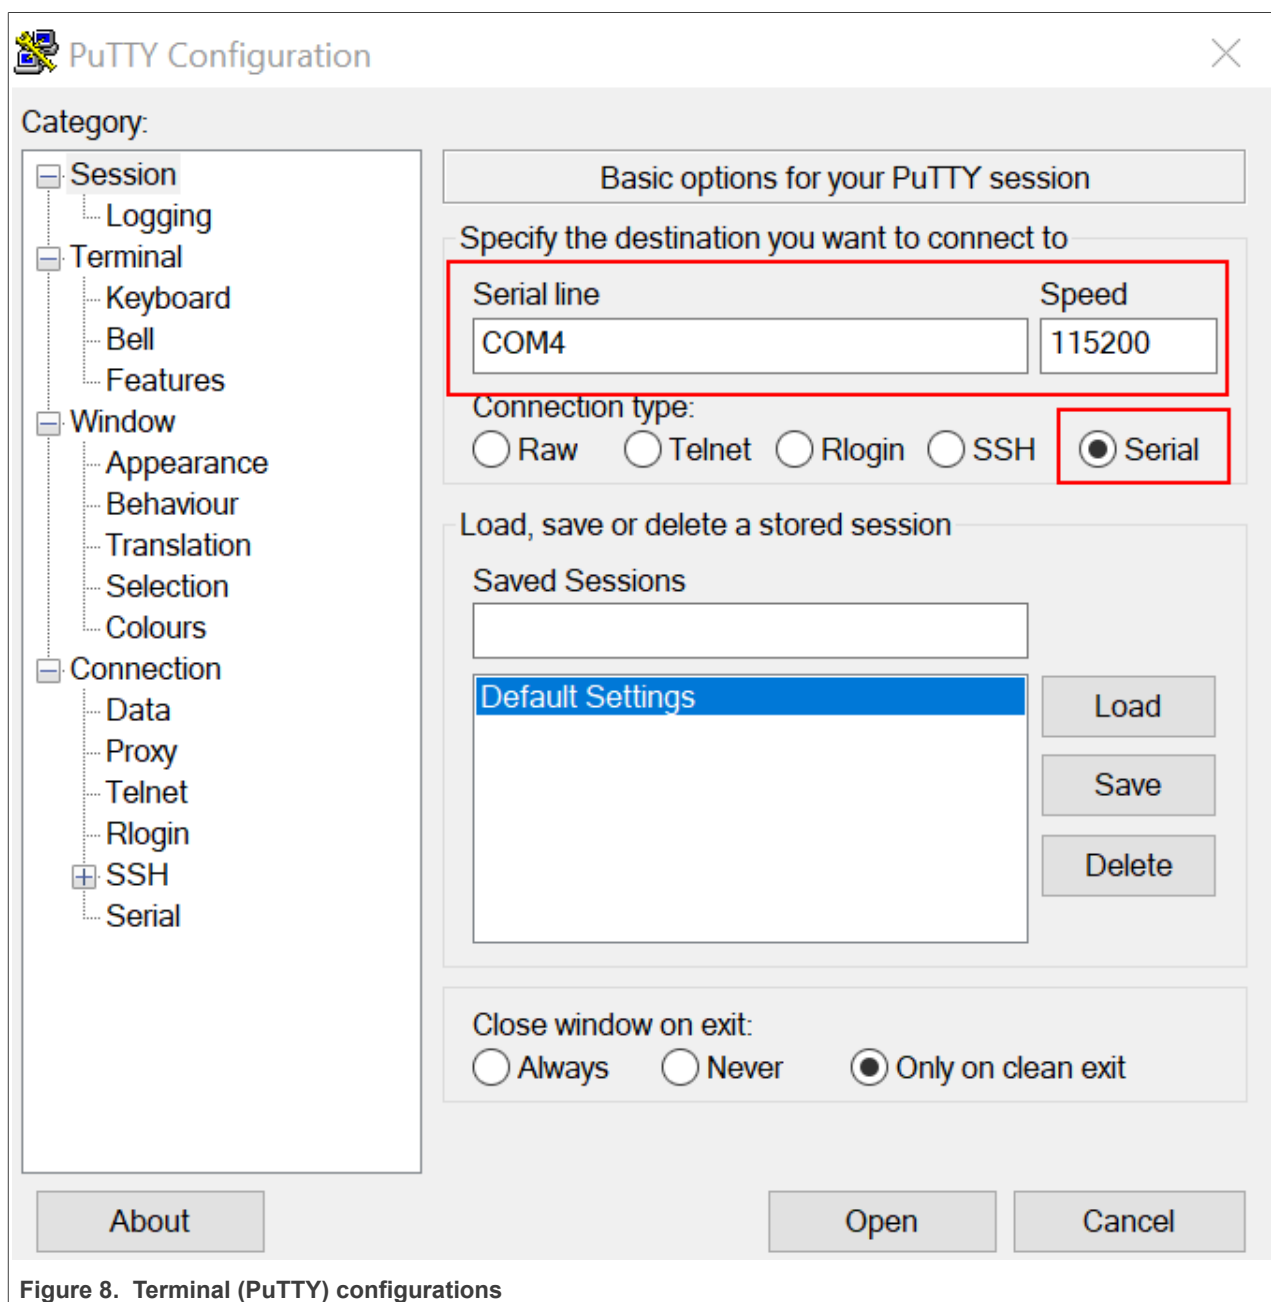 PuTTY Configuration
Category:
Session
Logging
Terminal
Keyboard
Bell
Features
Window
Appearance
Behaviour
Translation
Selection
Colours
Connection
Data
Proxy
Telnet
Rlogin
SSH
Serial
Basic options for your PuTTY session
Specify the destination you want to connect to
Serial line Speed
COM4 115200
Connection type:
Raw Telnet Rlogin SSH Serial
Load, save or delete a stored session
Saved Sessions
Default Settings
Load
Save
Delete
Close window on exit:
Always Never Only on clean exit
About Open Cancel
Figure 8. Terminal (PuTTY) configurations